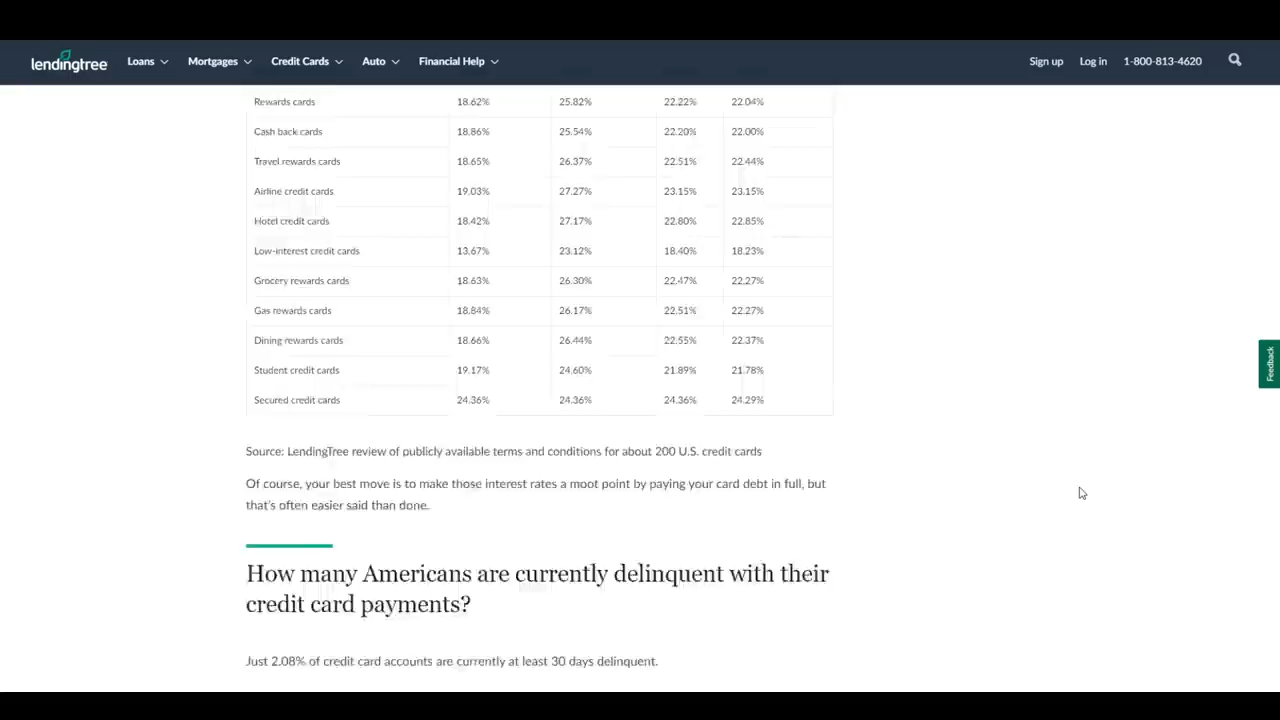 lendingtree Loans Mortgages Credit Cards Auto Financial Help Sign up Log in 1-800-813-4620
Rewards cards 18.62% 25.82% 22.22% 22.04%
Cash back cards 18.86% 25.54% 22.20% 22.00%
Travel rewards cards 18.65% 26.37% 22.51% 22.44%
Airline credit cards 19.03% 27.27% 23.15% 23.15%
Hotel credit cards 18.42% 27.17% 22.80% 22.85%
Low-interest credit cards 13.67% 23.12% 18.40% 18.23%
Grocery rewards cards 18.63% 26.30% 22.47% 22.27%
Gas rewards cards 18.84% 26.17% 22.51% 22.27%
Dining rewards cards 18.66% 26.44% 22.55% 22.37%
Student credit cards 19.17% 24.60% 21.89% 21.78%
Secured credit cards 24.36% 24.36% 24.36% 24.29%
Feedback
Source: LendingTree review of publicly available terms and conditions for about 200 U.S. credit cards
Of course, your best move is to make those interest rates a moot point by paying your card debt in full, but
that's often easier said than done.
How many Americans are currently delinquent with their
credit card payments?
Just 2.08% of credit card accounts are currently at least 30 days delinquent.